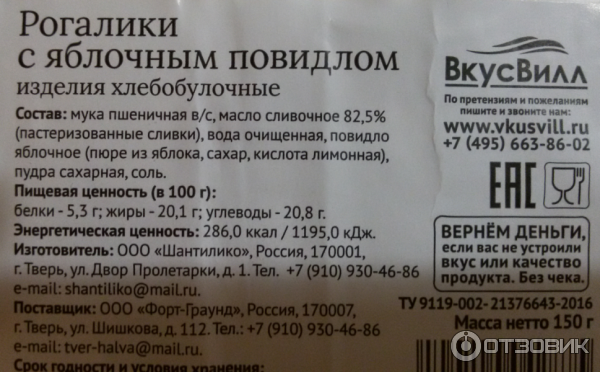 Рогалики
с яблочным повидлом
изделия хлебобулочные
Состав: мука пшеничная в/с, масло сливочное 82,5%
(пастеризованные сливки), вода очищенная, повидло
яблочное (пюре из яблока, сахар, кислота лимонная),
пудра сахарная, соль.
Пищевая ценность (в 100 г):
белки - 5,3 г; жиры - 20,1 г; углеводы - 20,8 г.
Энергетическая ценность: 286,0 ккал / 1195,0 кДж.
Изготовитель: ООО «Шантилико», Россия, 170001,
г. Тверь, ул. Двор Пролетарки, д. 1. Тел. +7 (910) 930-46-86
e-mail: shantiliko@mail.ru.
Поставщик: ООО «Форт-Граунд», Россия, 170007,
г. Тверь, ул. Шишкова, д. 112. Тел.: +7 (910) 930-46-86
e-mail: tver-halva@mail.ru.
Срок годности и условия хранения:
ВкусВилл
По претензиям и пожеланиям
пишите и звоните нам:
www.vkusvill.ru
+7 (495) 663-86-02
EAC
ВЕРНЁМ ДЕНЬГИ,
если вас не устроили
вкус или качество
продукта. Без чека.
ТУ 9119-002- 21376643-2016
Масса нетто 150 г
ОТЗОВИК